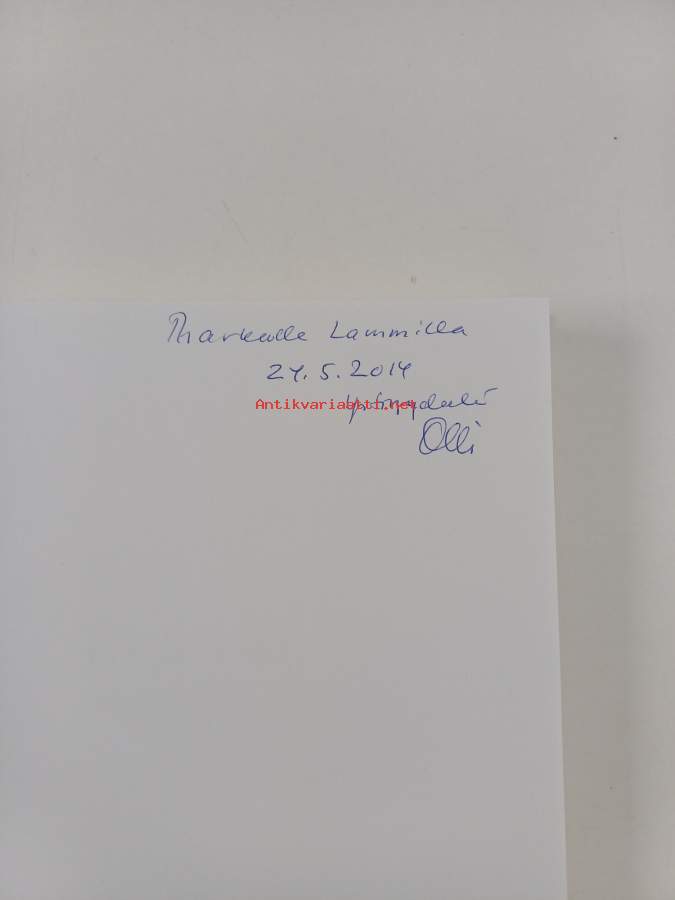 Markulle Lammilla
24.5.2014
Antikvariaatti.net
Olli